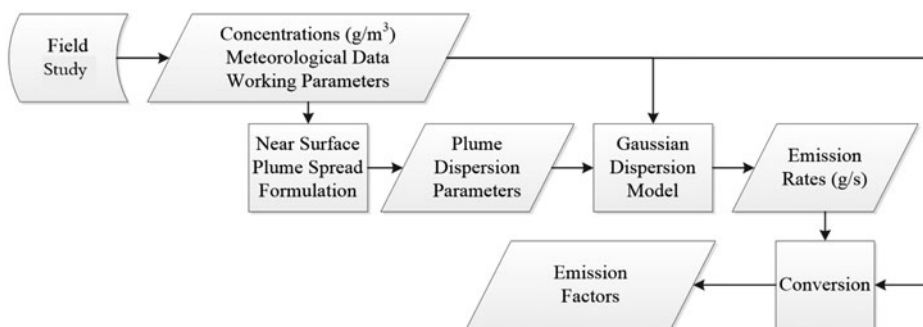 Field
Study
Concentrations (g/m³)
Meteorological Data
Working Parameters
Near Surface
Plume Spread
Formulation
Plume
Dispersion
Parameters
Gaussian
Dispersion
Model
Emission
Rates (g/s)
Emission
Factors
Conversion